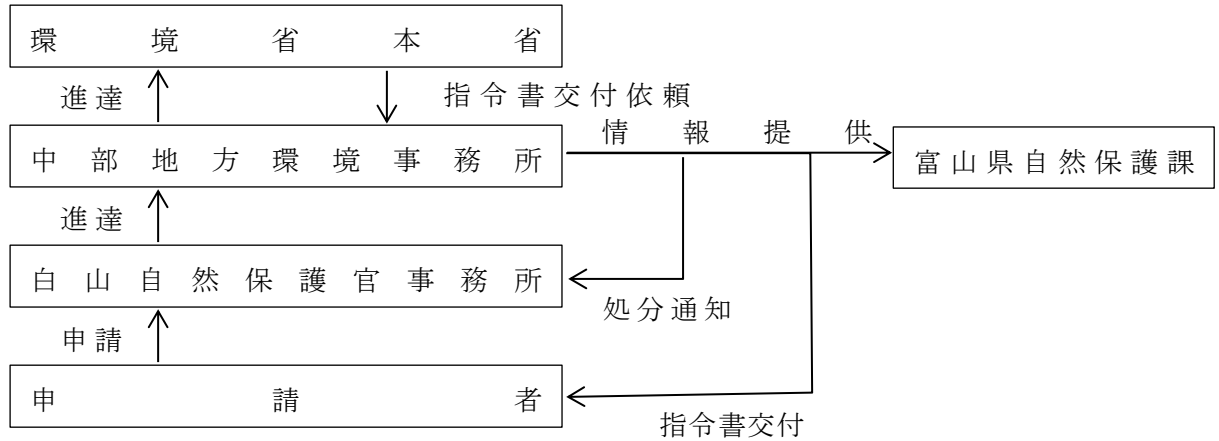 環境省本省
進達
指令書交付依頼
情報提供
中部地方環境事務所
富山県自然保護課
進達
白山自然保護官事務所
処分通知
申請
申請者
指令書交付